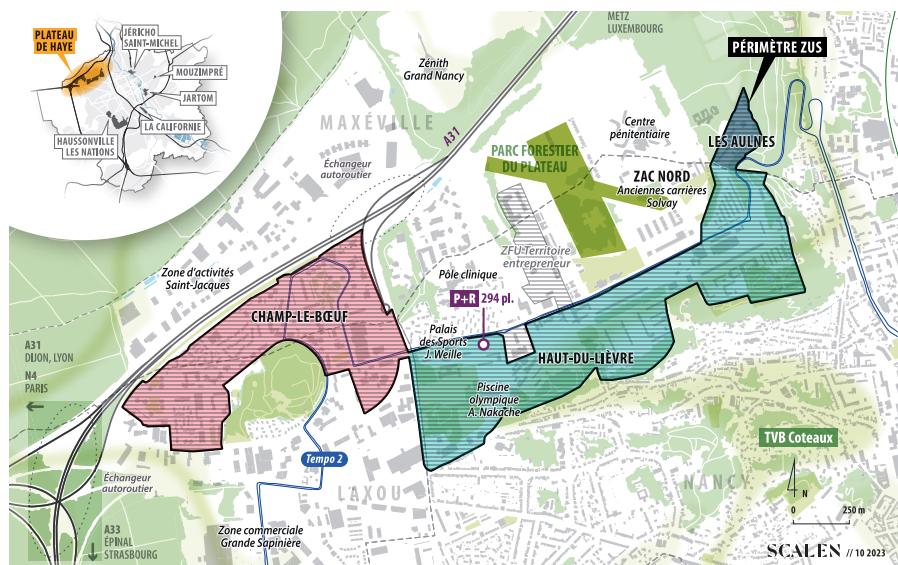 PLATEAU
DE HAYE
JÉRICHO
SAINT-MICHEL
MOUZIMPRÉ
JARTOM
LA CALIFORNIE
HAUSSONVILLE
LES NATIONS
METZ
LUXEMBOURG
PÉRIMÈTRE ZUS
Zénith
Grand Nancy
MAXÉVILLE
A31
Échangeur
autoroutier
Centre
pénitentiaire
LES AULNES
PARC FORESTIER
DU PLATEAU
ZAC NORD
Anciennes carrières
Solvay
ZFU-Territoire
entrepreneur
Zone d'activités
Saint-Jacques
Pôle clinique
P+R 294 pl.
CHAMP-LE-BŒUF
Palais
des Sports
J. Weille
HAUT-DU-LIÈVRE
A31
DIJON, LYON
N4
PARIS
Piscine
olympique
A. Nakache
TVB Coteaux
Tempo 2
Échangeur
autoroutier
LAXOU
NANCY
N
0 250 m
A33
ÉPINAL
STRASBOURG
Zone commerciale
Grande Sapinière
SCALEN // 10 2023